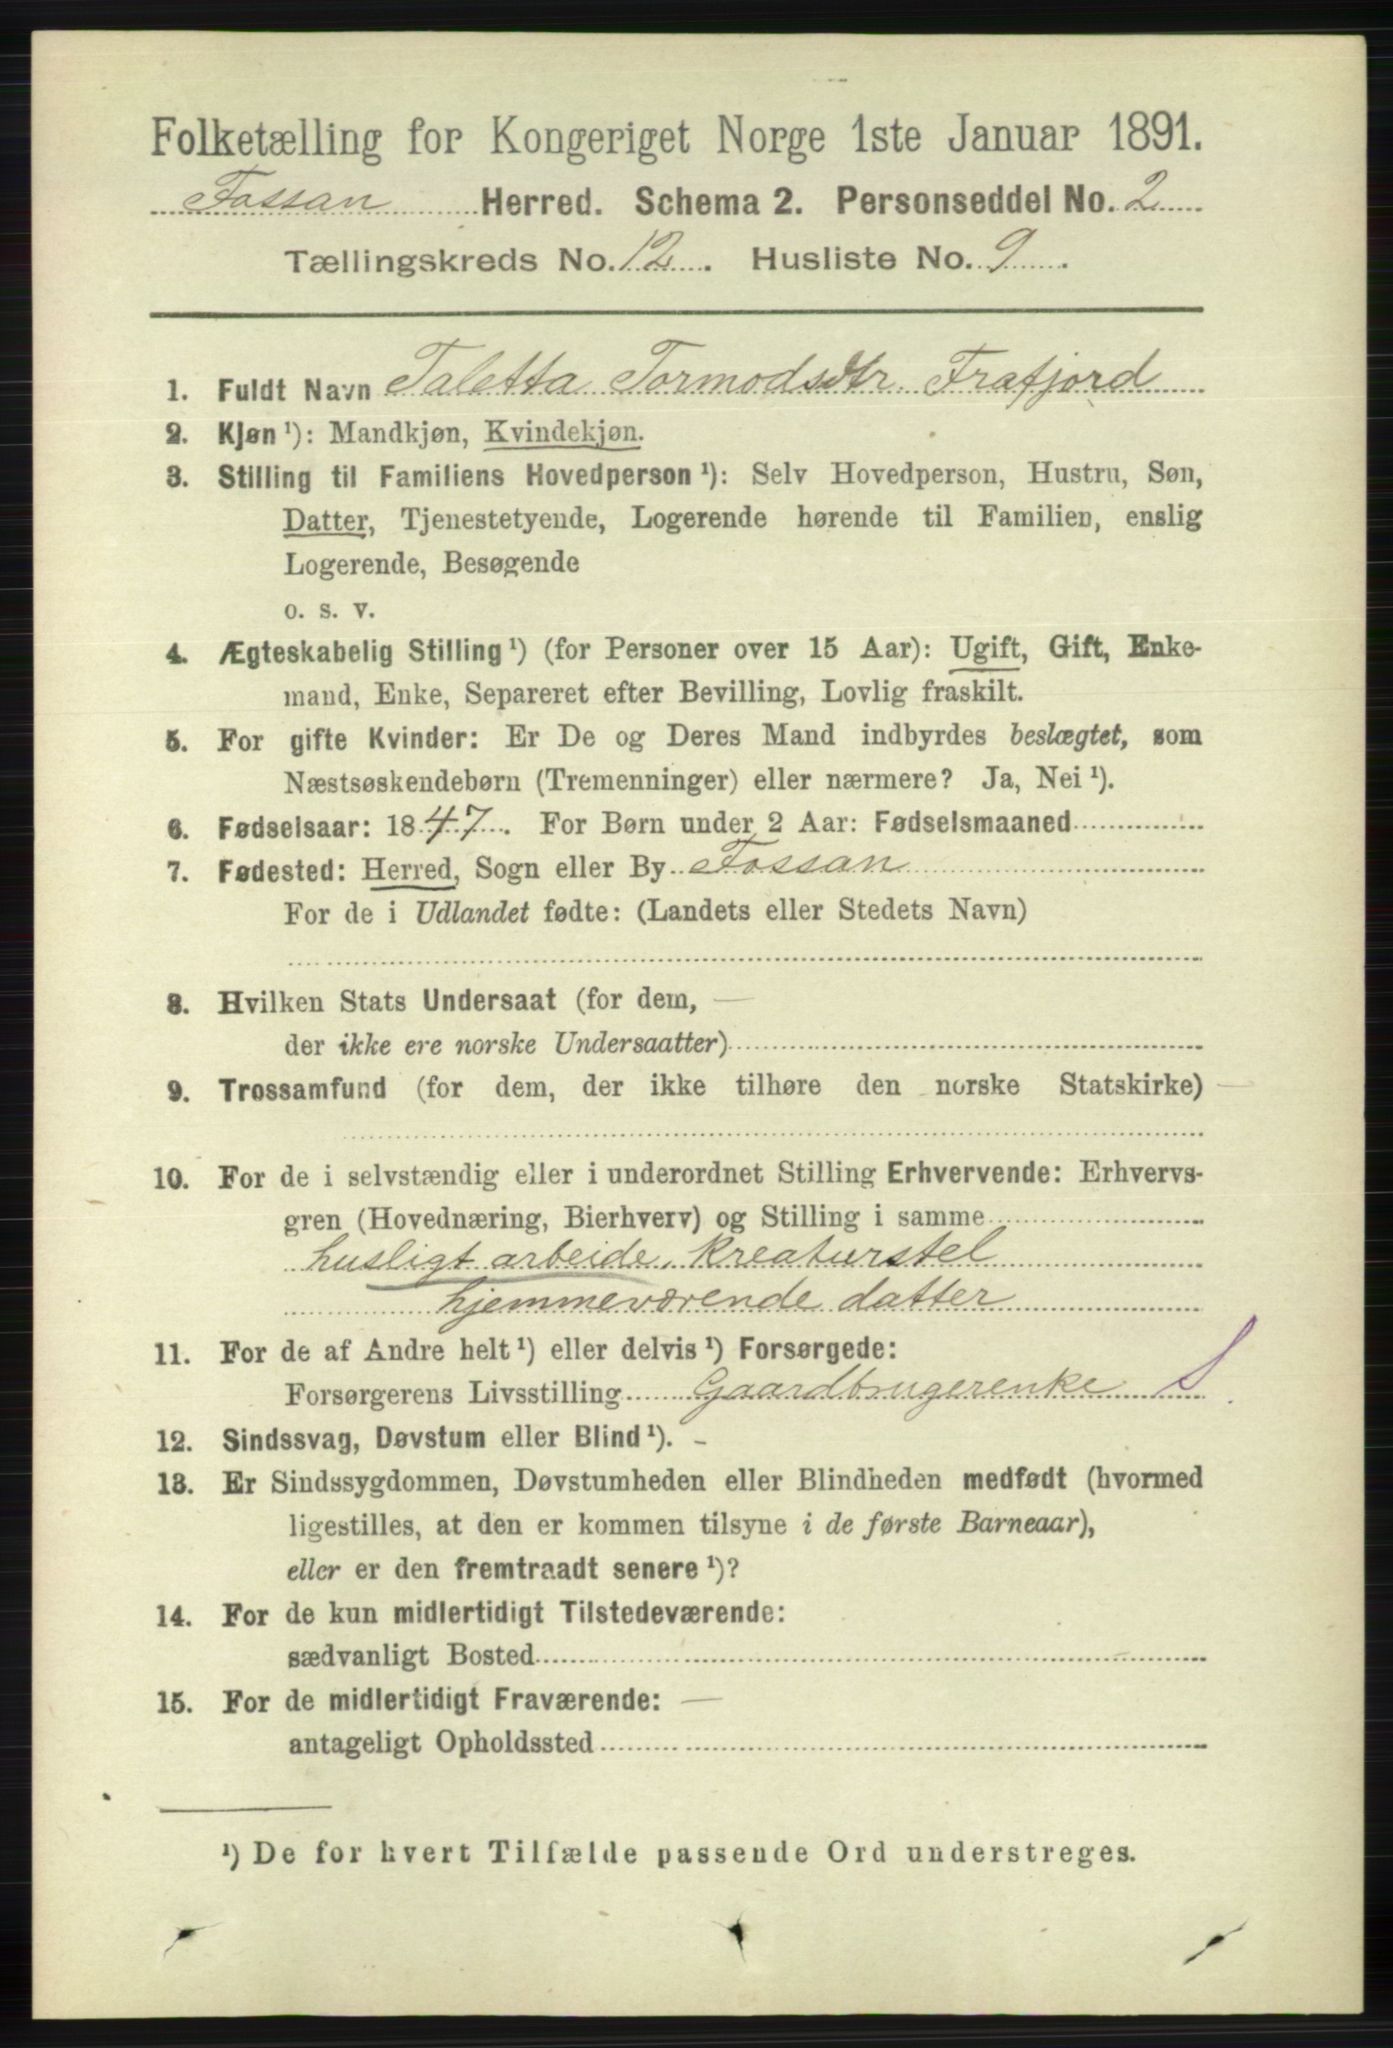 Folketælling for Kongeriget Norge 1ste Januar 1891.
Fossan Herred. Schema 2. Personseddel No. 2
Tællingskreds No. 12. Husliste No. 9.
1. Fuldt Navn Taletta Tormodsdtr. Frafjord
2. Kjøn ¹): Mandkjøn, Kvindekjøn.
3. Stilling til Familiens Hovedperson ¹): Selv Hovedperson, Hustru, Søn,
Datter, Tjenestetyende, Logerende hørende til Familien, enslig
Logerende, Besøgende
o. s. v.
4. Ægteskabelig Stilling ¹) (for Personer over 15 Aar): Ugift, Gift, Enke-
mand, Enke, Separeret efter Bevilling, Lovlig fraskilt.
5. For gifte Kvinder: Er De og Deres Mand indbyrdes beslægtet, som
Næstsøskendebørn (Tremenninger) eller nærmere? Ja, Nei ¹).
6. Fødselsaar: 1847. For Børn under 2 Aar: Fødselsmaaned
7. Fødested: Herred, Sogn eller By Fossan
For de i Udlandet fødte: (Landets eller Stedets Navn)
8. Hvilken Stats Undersaat (for dem, —
der ikke ere norske Undersaatter)
9. Trossamfund (for dem, der ikke tilhøre den norske Statskirke) —
10. For de i selvstændig eller i underordnet Stilling Erhvervende: Erhvervs-
gren (Hovednæring, Bierhverv) og Stilling i samme
husligt arbeide, kreaturstel
hjemmeværende datter
11. For de af Andre helt ¹) eller delvis ¹) Forsørgede:
Forsørgerens Livsstilling Gaardbrugerenke S
12. Sindssvag, Døvstum eller Blind ¹). -
13. Er Sindssygdommen, Døvstumheden eller Blindheden medfødt (hvormed
ligestilles, at den er kommen tilsyne i de første Barneaar),
eller er den fremtraadt senere ¹)?
14. For de kun midlertidigt Tilstedeværende:
sædvanligt Bosted
15. For de midlertidigt Fraværende: —
antageligt Opholdssted
¹) De for hvert Tilfælde passende Ord understreges.